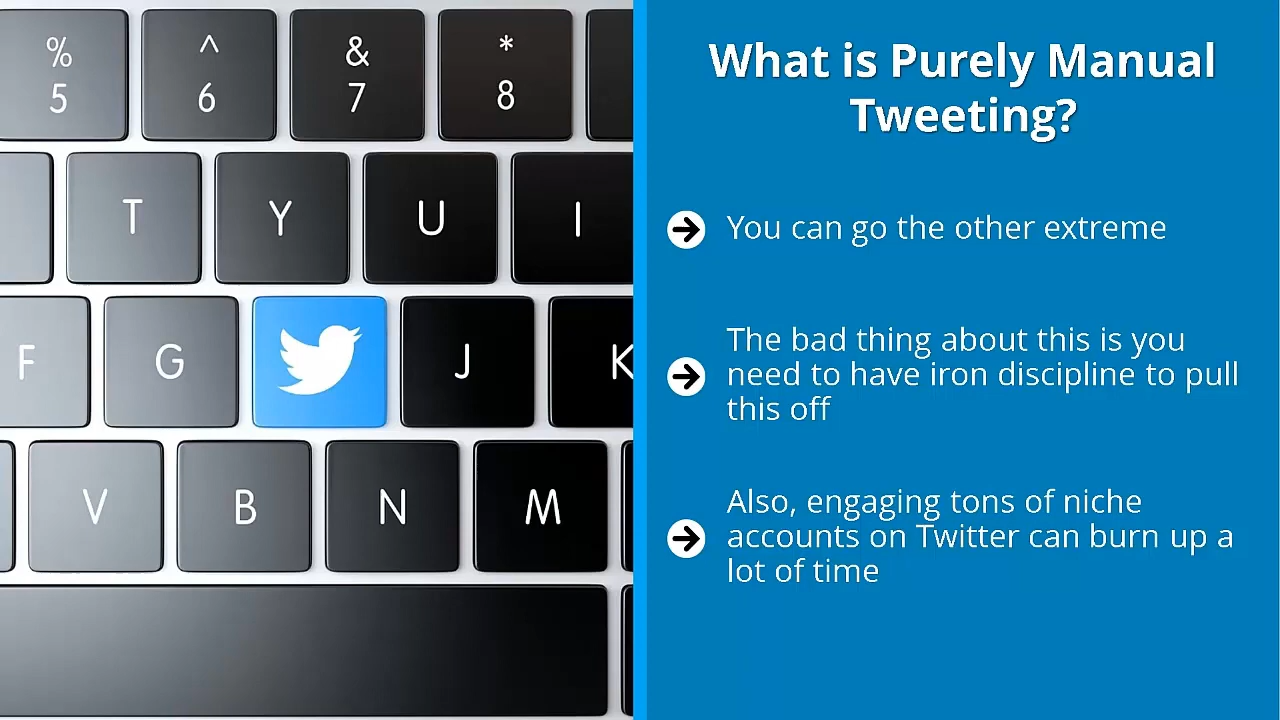 %
5
^
6
&
7
*
8
T
Y
U
I
F
G
J
K
V
B
N
M
What is Purely Manual
Tweeting?
You can go the other extreme
The bad thing about this is you
need to have iron discipline to pull
this off
Also, engaging tons of niche
accounts on Twitter can burn up a
lot of time